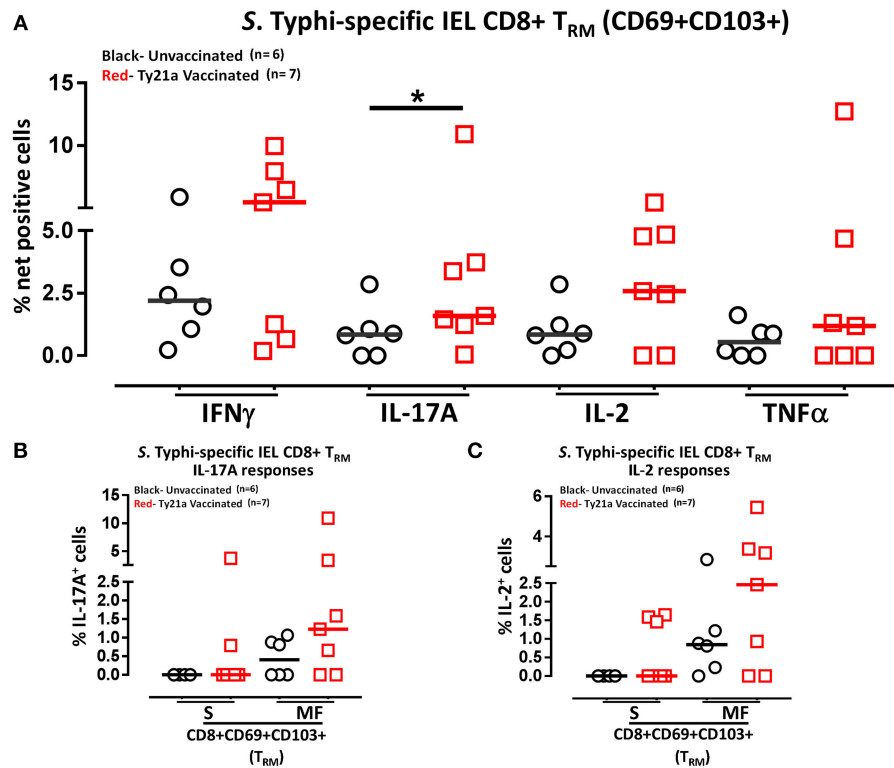 A
S. Typhi-specific IEL CD8+ TRM (CD69+CD103+)
Black- Unvaccinated (n=6)
Red- Ty21a Vaccinated (n=7)
% net positive cells
15
10
5.0
2.5
0.0
*
IFNγ
IL-17A
IL-2
TNFα
B
S. Typhi-specific IEL CD8+ TRM
IL-17A responses
Black- Unvaccinated (n=6)
Red- Ty21a Vaccinated (n=7)
% IL-17A+ cells
15
10
5
2.5
2.0
1.5
1.0
0.5
0.0
S
MF
CD8+CD69+CD103+
(TRM)
C
S. Typhi-specific IEL CD8+ TRM
IL-2 responses
Black- Unvaccinated (n=6)
Red- Ty21a Vaccinated (n=7)
% IL-2+ cells
6
4
2.5
2.0
1.5
1.0
0.5
0.0
S
MF
CD8+CD69+CD103+
(TRM)